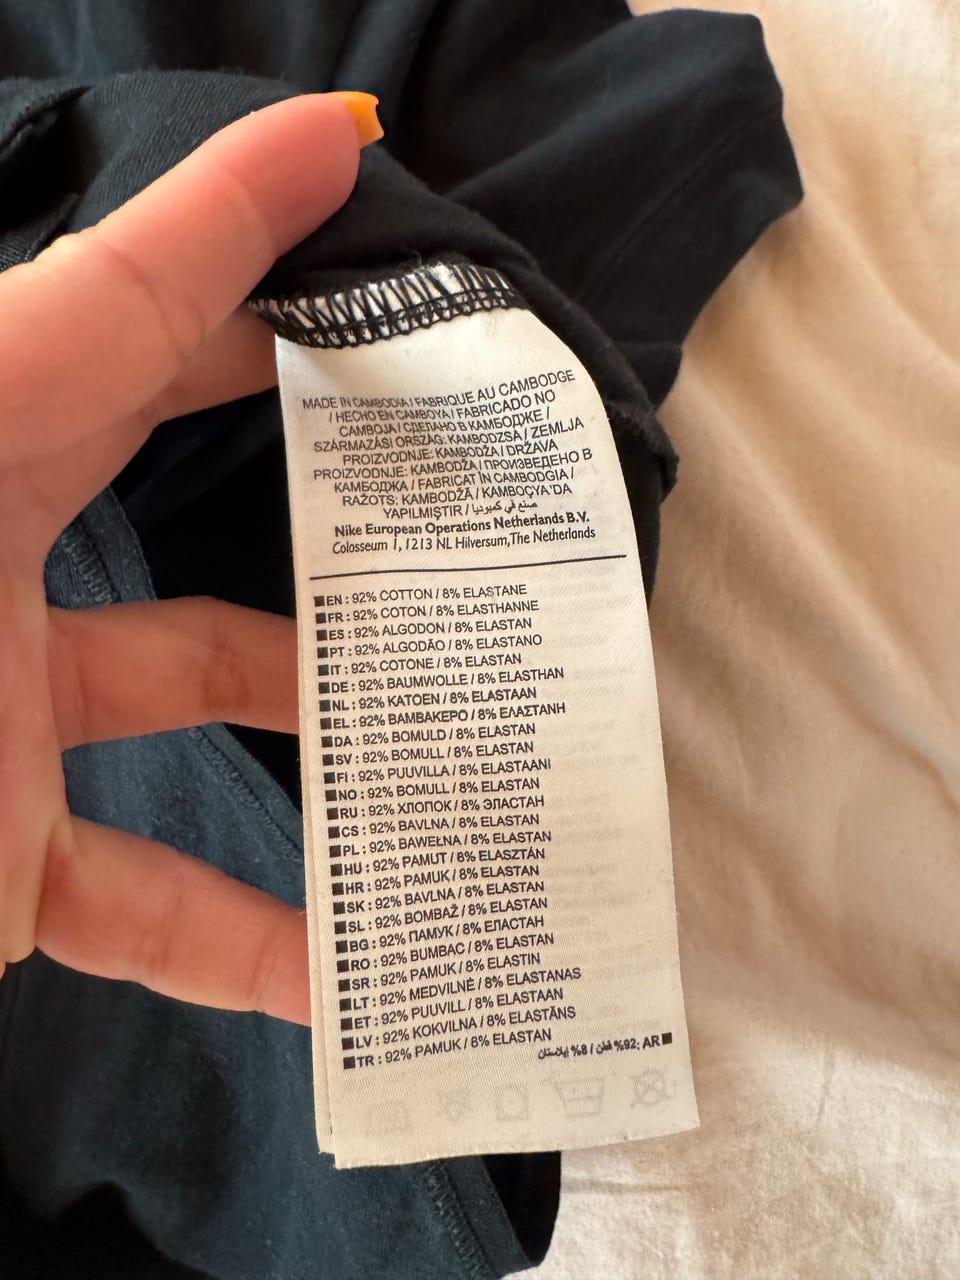 MADE IN CAMBODIA / FABRIQUE AU CAMBODGE
/ HECHO EN CAMBOYA / FABRICADO NO
CAMBOJA / СДЕЛАНО В КАМБОДЖЕ /
SZÁRMAZÁSI ORSZÁG: KAMBODZSA / ZEMLJA
PROIZVODNJE: KAMBODŽA / DRŽAVA
PROIZVODNJE: KAMBODŽA / ПРОИЗВЕДЕНО В
КАМБОДЖА / FABRICAT ÎN CAMBODGIA /
RAŽOTS: KAMBODŽĀ / KAMBOÇYA'DA
YAPILMIŞTIR / صنع في كمبوديا
Nike European Operations Netherlands B.V.
Colosseum 1, 1213 NL Hilversum, The Netherlands
EN : 92% COTTON / 8% ELASTANE
FR : 92% COTON / 8% ELASTHANNE
ES : 92% ALGODON / 8% ELASTAN
PT : 92% ALGODÃO / 8% ELASTANO
IT : 92% COTONE / 8% ELASTAN
DE : 92% BAUMWOLLE / 8% ELASTHAN
NL : 92% KATOEN / 8% ELASTAAN
EL : 92% ΒΑΜΒΑΚΕΡΟ / 8% ΕΛΑΣΤΑΝΗ
DA : 92% BOMULD / 8% ELASTAN
SV : 92% BOMULL / 8% ELASTAN
FI : 92% PUUVILLA / 8% ELASTAANI
NO : 92% BOMULL / 8% ELASTAN
RU : 92% ХЛОПОК / 8% ЭЛАСТАН
CS : 92% BAVLNA / 8% ELASTAN
PL : 92% BAWEŁNA / 8% ELASTAN
HU : 92% PAMUT / 8% ELASZTÁN
HR : 92% PAMUK / 8% ELASTAN
SK : 92% BAVLNA / 8% ELASTAN
SL : 92% BOMBAŽ / 8% ELASTAN
BG : 92% ПАМУК / 8% ЕЛАСТАН
RO : 92% BUMBAC / 8% ELASTAN
SR : 92% PAMUK / 8% ELASTIN
LT : 92% MEDVILNĖ / 8% ELASTANAS
ET : 92% PUUVILL / 8% ELASTAAN
LV : 92% KOKVILNA / 8% ELASTĀNS
TR : 92% PAMUK / 8% ELASTAN
AR :92% قطن / 8% إيلاستان